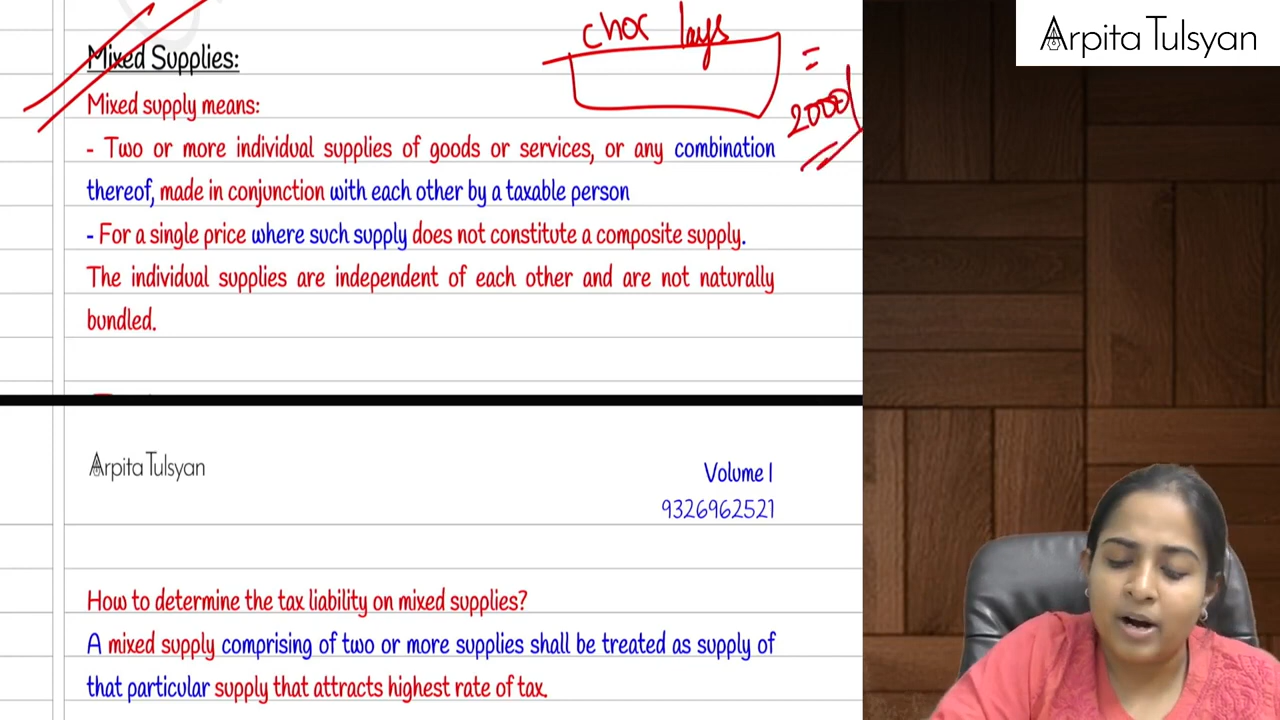 Arpita Tulsyan
choc lays
=
2000/
Mixed Supplies:
Mixed supply means:
- Two or more individual supplies of goods or services, or any combination
thereof, made in conjunction with each other by a taxable person
- For a single price where such supply does not constitute a composite supply.
The individual supplies are independent of each other and are not naturally
bundled.
Arpita Tulsyan
Volume 1
9326962521
How to determine the tax liability on mixed supplies?
A mixed supply comprising of two or more supplies shall be treated as supply of
that particular supply that attracts highest rate of tax.